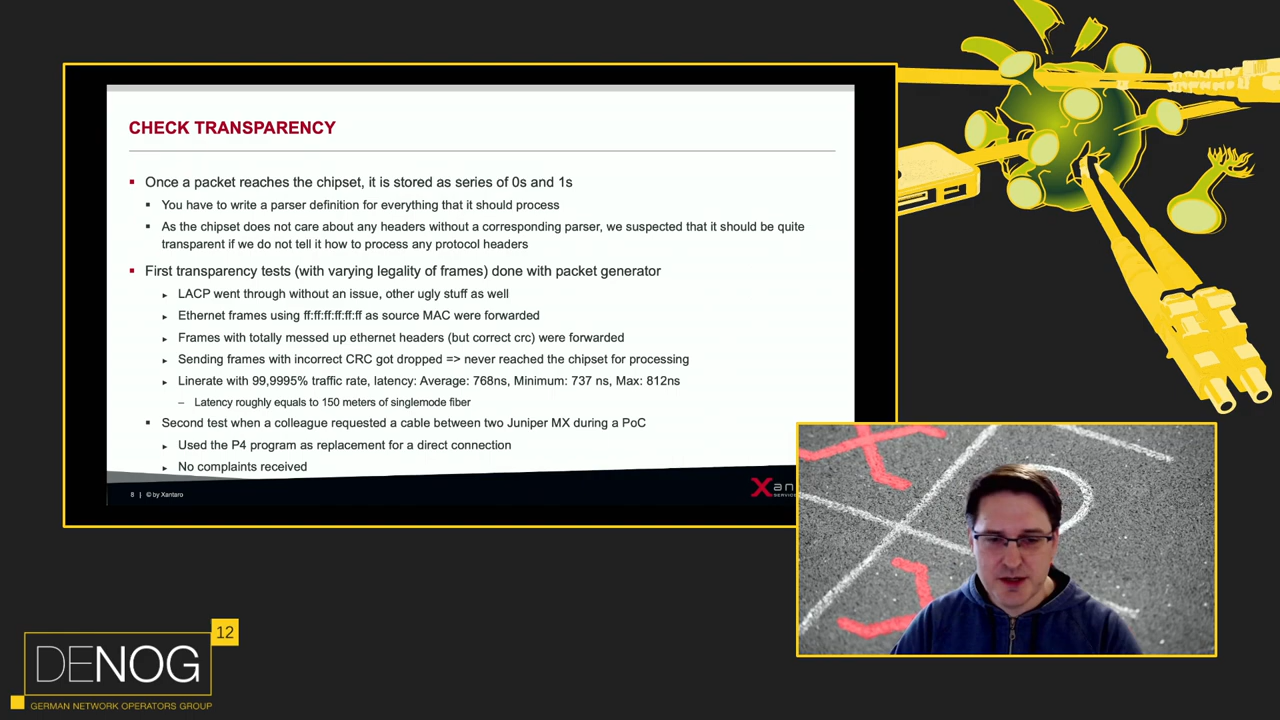 CHECK TRANSPARENCY
▪ Once a packet reaches the chipset, it is stored as series of 0s and 1s
▪ You have to write a parser definition for everything that it should process
▪ As the chipset does not care about any headers without a corresponding parser, we suspected that it should be quite
transparent if we do not tell it how to process any protocol headers
▪ First transparency tests (with varying legality of frames) done with packet generator
▸ LACP went through without an issue, other ugly stuff as well
▸ Ethernet frames using ff:ff:ff:ff:ff:ff as source MAC were forwarded
▸ Frames with totally messed up ethernet headers (but correct crc) were forwarded
▸ Sending frames with incorrect CRC got dropped => never reached the chipset for processing
▸ Linerate with 99,9995% traffic rate, latency: Average: 768ns, Minimum: 737 ns, Max: 812ns
– Latency roughly equals to 150 meters of singlemode fiber
▪ Second test when a colleague requested a cable between two Juniper MX during a PoC
▸ Used the P4 program as replacement for a direct connection
▸ No complaints received
8 | © by Xantaro
Xan
SERVICE
12
DENOG
GERMAN NETWORK OPERATORS GROUP